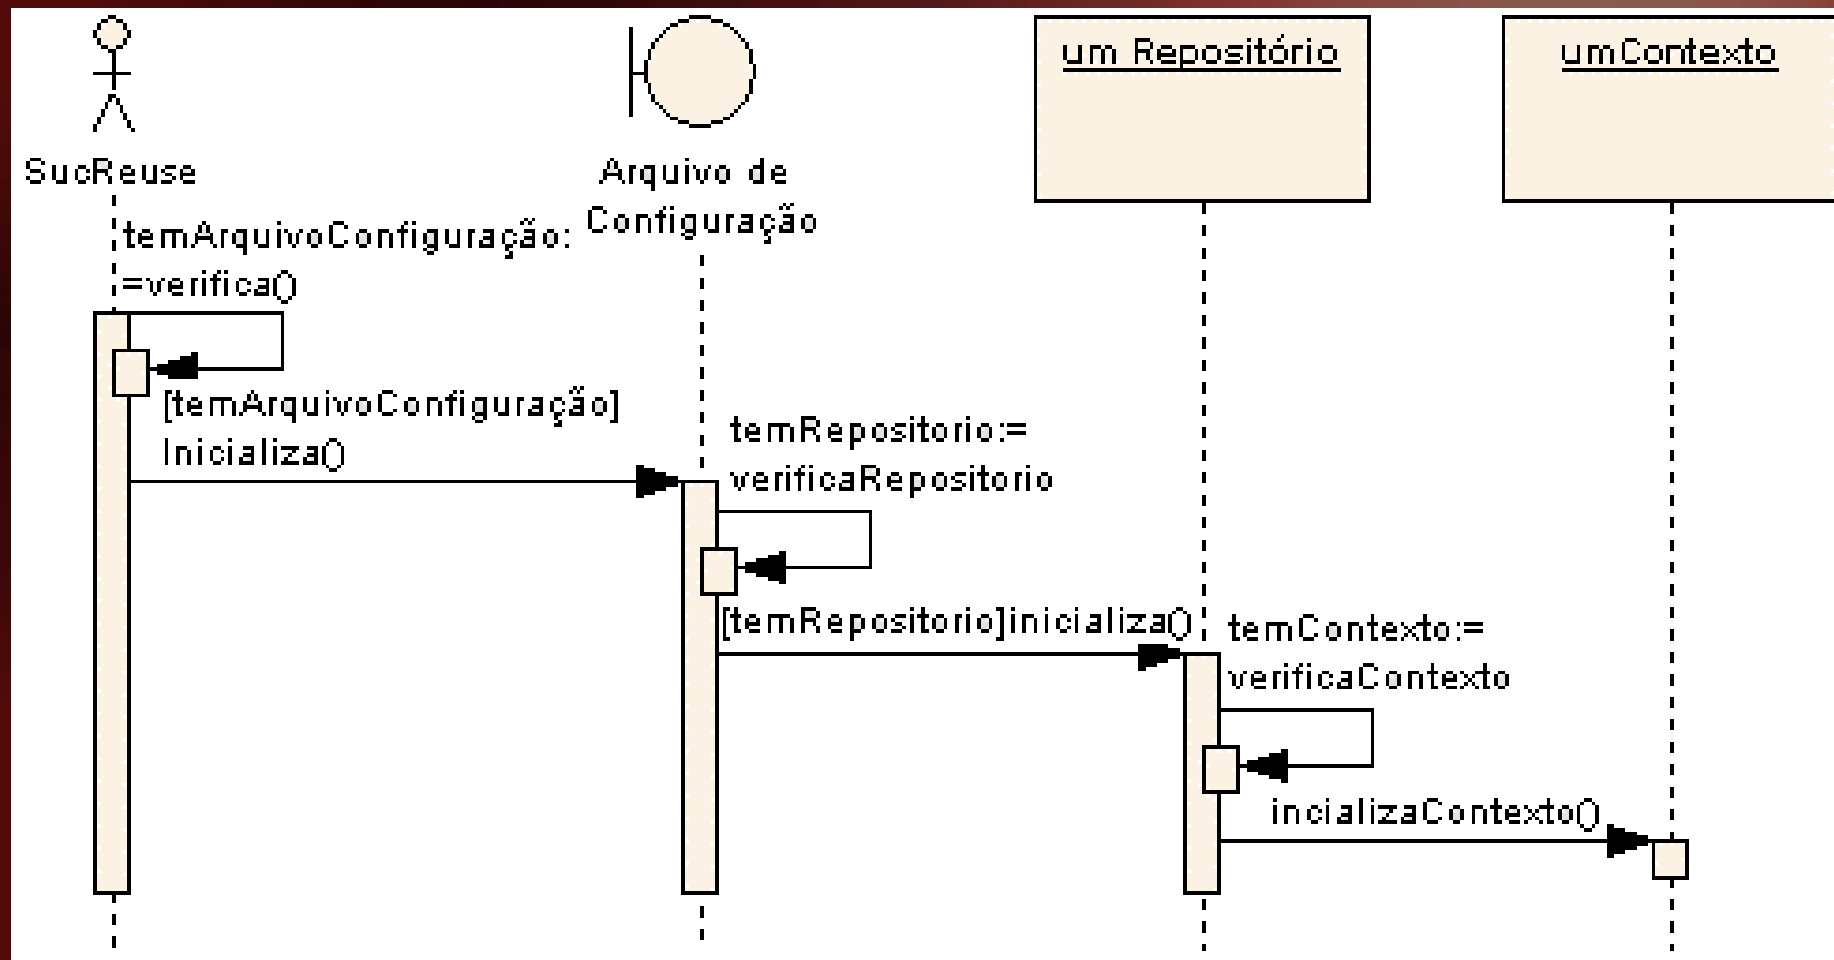 um Repositório
umContexto
SucReuse
Arquivo de
Configuração
temArquivoConfiguração:
=verifica()
[temArquivoConfiguração]
Inicializa()
temRepositorio:=
verificaRepositorio
[temRepositorio]inicializa()
temContexto:=
verificaContexto
incializaContexto()